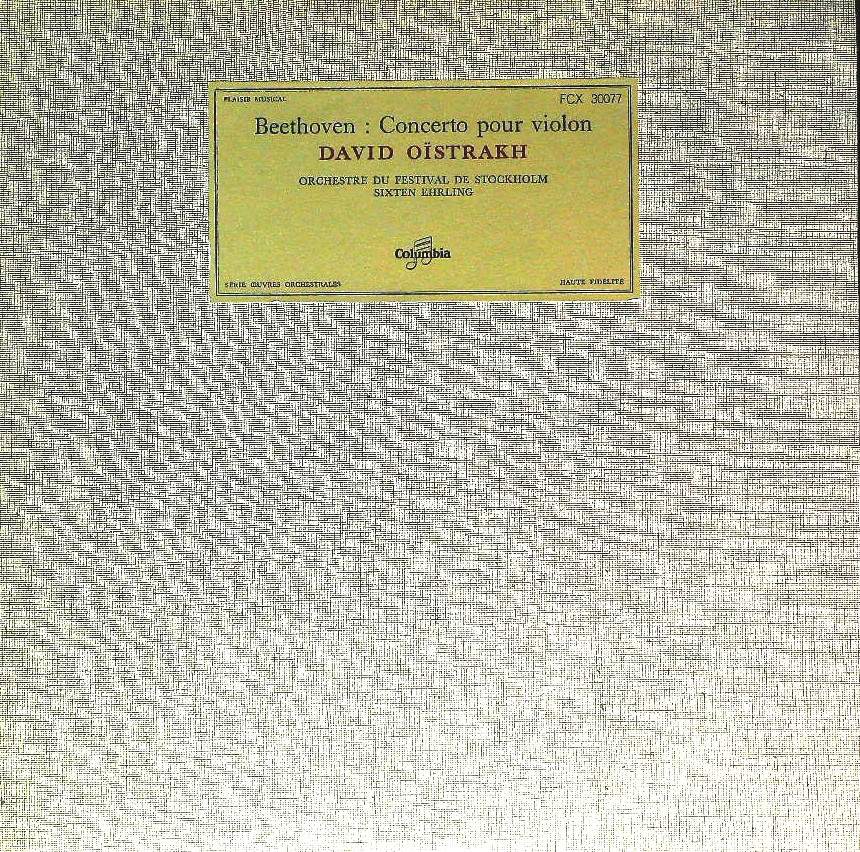 PLAISIR MUSICAL
FCX 30077
Beethoven : Concerto pour violon
DAVID OÏSTRAKH
ORCHESTRE DU FESTIVAL DE STOCKHOLM
SIXTEN EHRLING
Columbia
SÉRIE ŒUVRES ORCHESTRALES
HAUTE FIDÉLITÉ